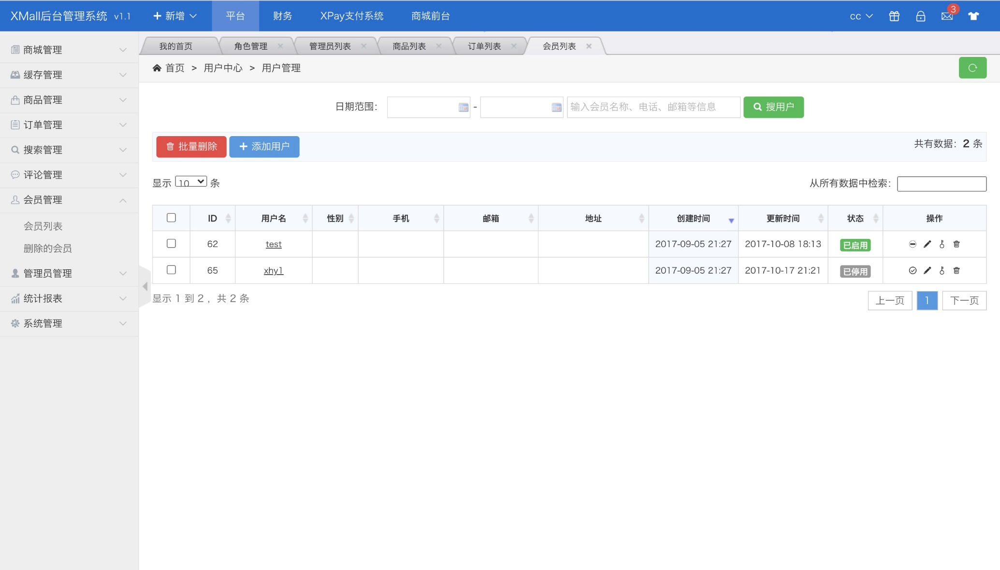 XMall后台管理系统 v1.1 新增 平台 财务 XPay支付系统 商城前台 cc 3
我的首页 角色管理 管理员列表 商品列表 订单列表 会员列表
首页 > 用户中心 > 用户管理
商城管理
缓存管理
商品管理
订单管理
搜索管理
评论管理
会员管理
会员列表
删除的会员
管理员管理
统计报表
系统管理
日期范围： - 输入会员名称、电话、邮箱等信息 搜用户
批量删除 添加用户 共有数据：2 条
显示 10 条 从所有数据中检索：
ID 用户名 性别 手机 邮箱 地址 创建时间 更新时间 状态 操作
62 test 2017-09-05 21:27 2017-10-08 18:13 已启用
65 xhy1 2017-09-05 21:27 2017-10-17 21:21 已停用
显示 1 到 2 ，共 2 条 上一页 1 下一页